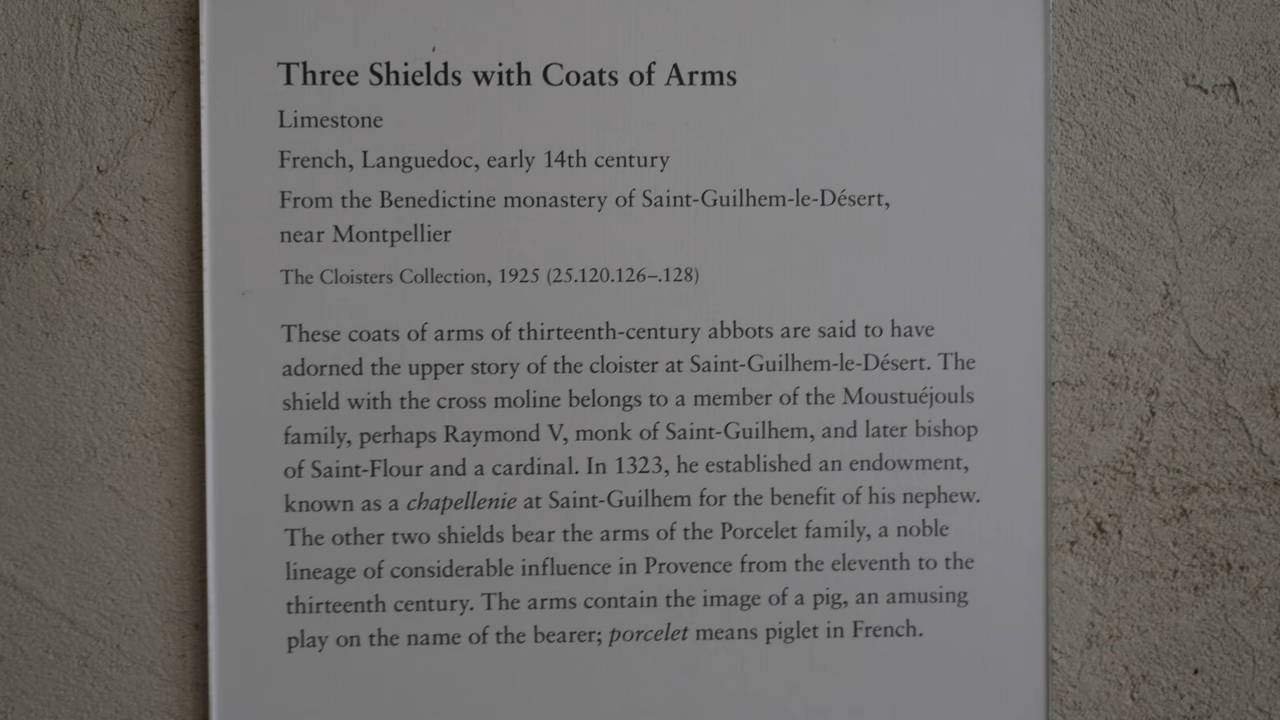 Three Shields with Coats of Arms
Limestone
French, Languedoc, early 14th century
From the Benedictine monastery of Saint-Guilhem-le-Désert,
near Montpellier
The Cloisters Collection, 1925 (25.120.126–.128)
These coats of arms of thirteenth-century abbots are said to have
adorned the upper story of the cloister at Saint-Guilhem-le-Désert. The
shield with the cross moline belongs to a member of the Moustuéjouls
family, perhaps Raymond V, monk of Saint-Guilhem, and later bishop
of Saint-Flour and a cardinal. In 1323, he established an endowment,
known as a chapellenie at Saint-Guilhem for the benefit of his nephew.
The other two shields bear the arms of the Porcelet family, a noble
lineage of considerable influence in Provence from the eleventh to the
thirteenth century. The arms contain the image of a pig, an amusing
play on the name of the bearer; porcelet means piglet in French.